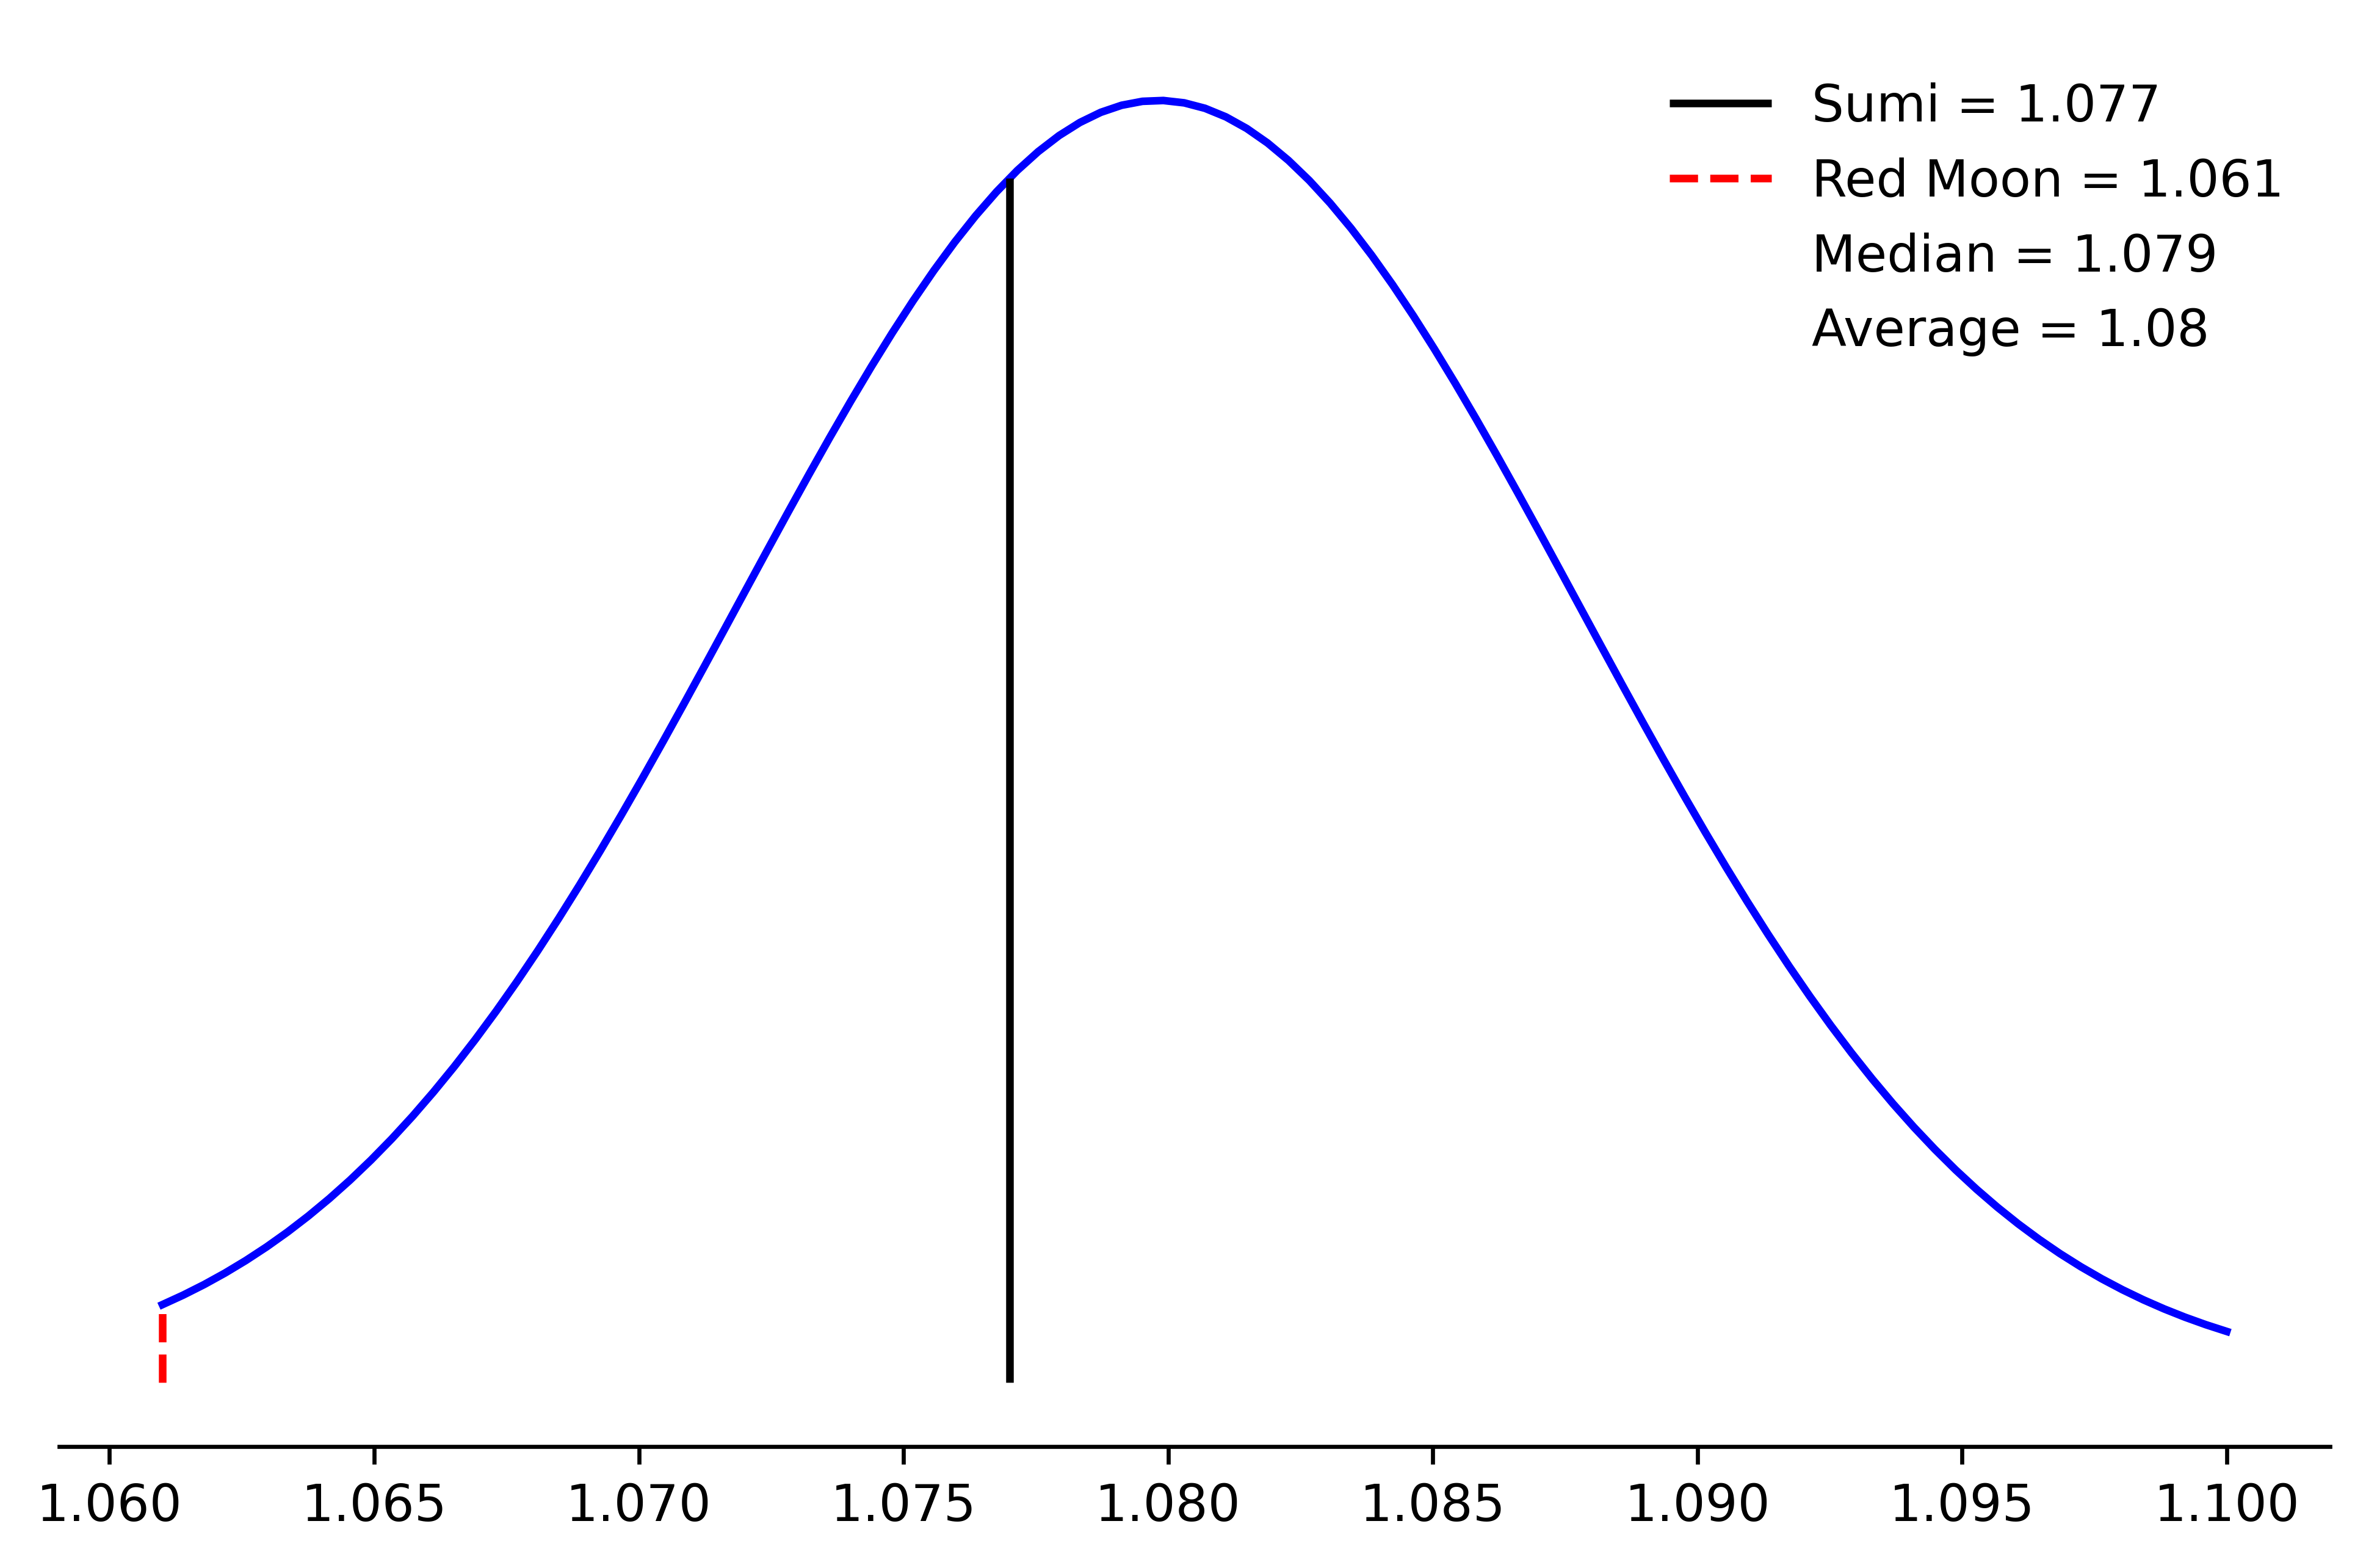 Sumi = 1.077
Red Moon = 1.061
Median = 1.079
Average = 1.08
1.060 1.065 1.070 1.075 1.080 1.085 1.090 1.095 1.100